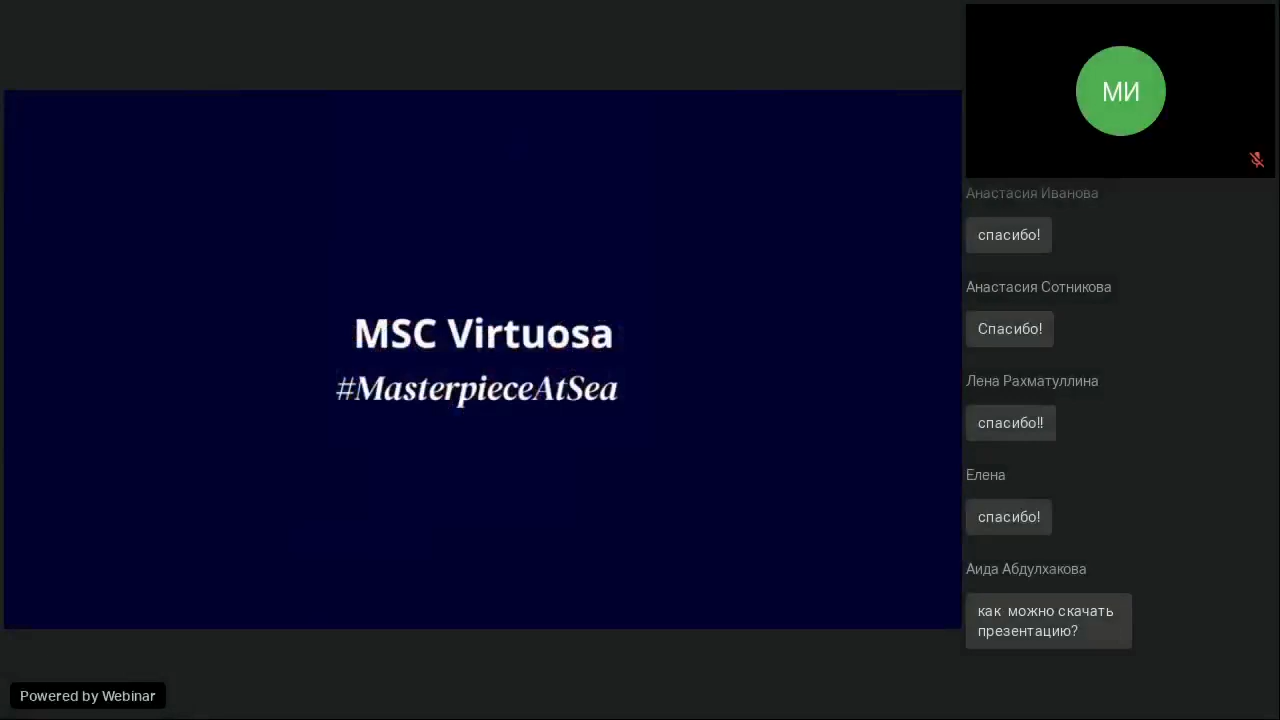 MSC Virtuosa
#MasterpieceAtSea
МИ
Анастасия Иванова
спасибо!
Анастасия Сотникова
Спасибо!
Лена Рахматуллина
спасибо!!
Елена
спасибо!
Аида Абдулхакова
как можно скачать
презентацию?
Powered by Webinar